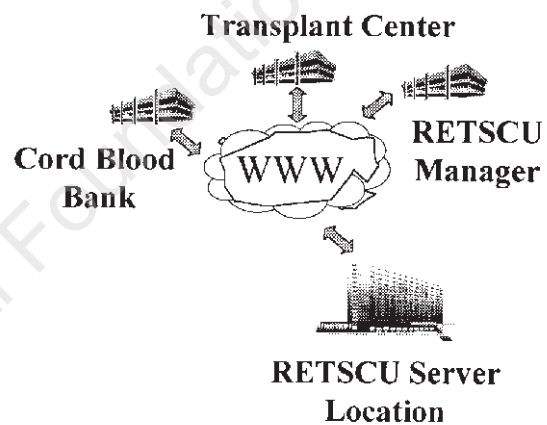 Transplant Center
Cord Blood
Bank
WWW
RETSCU
Manager
RETSCU Server
Location